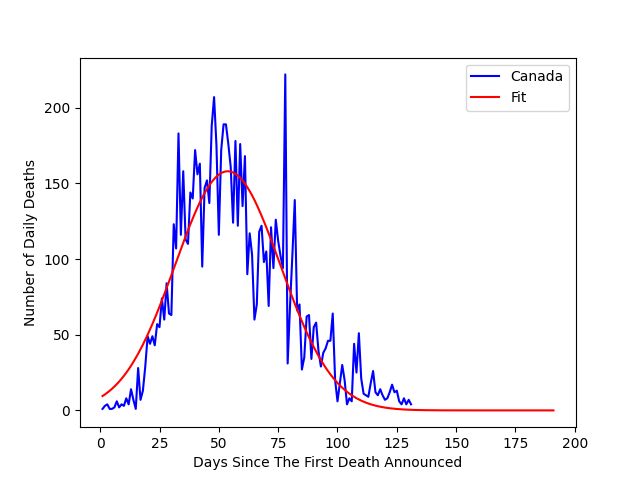 Canada
Fit
200
150
100
50
0
Number of Daily Deaths
0 25 50 75 100 125 150 175 200
Days Since The First Death Announced